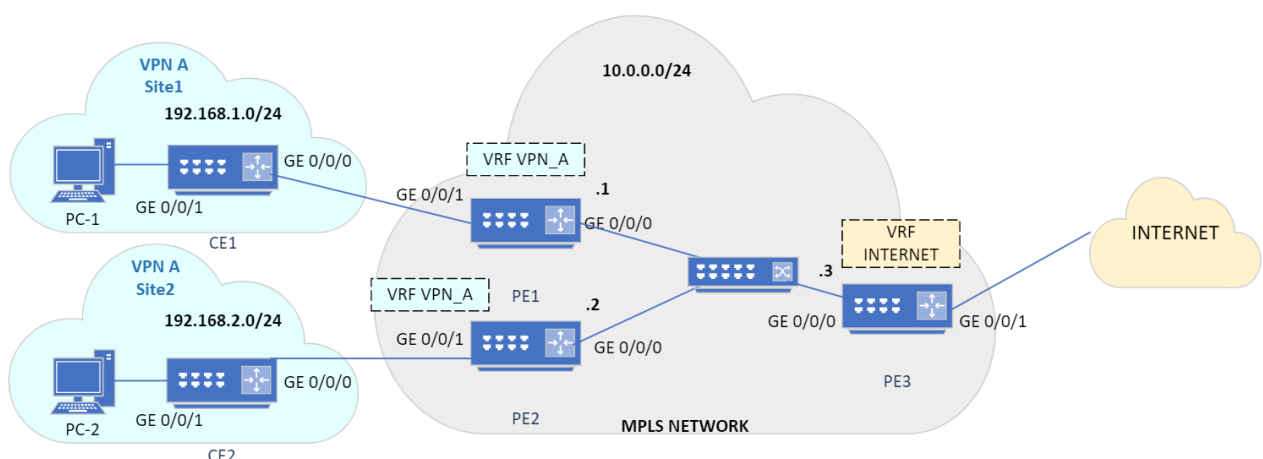 VPN A
Site1
192.168.1.0/24
GE 0/0/0
GE 0/0/1
PC-1
CE1
VPN A
Site2
192.168.2.0/24
GE 0/0/0
GE 0/0/1
PC-2
CE2
10.0.0.0/24
VRF VPN_A
GE 0/0/1
.1
GE 0/0/0
PE1
VRF VPN_A
.2
GE 0/0/1
GE 0/0/0
PE2
MPLS NETWORK
VRF
INTERNET
.3
GE 0/0/0
GE 0/0/1
PE3
INTERNET